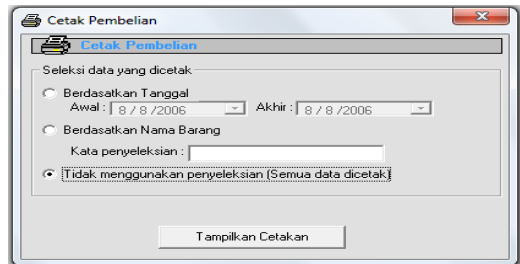 Cetak Pembelian
Cetak Pembelian
Seleksi data yang dicetak
Berdasatkan Tanggal
Awal : 8 / 8 /2006 Akhir : 8 / 8 /2006
Berdasatkan Nama Barang
Kata penyeleksian :
Tidak menggunakan penyeleksian (Semua data dicetak)
Tampilkan Cetakan